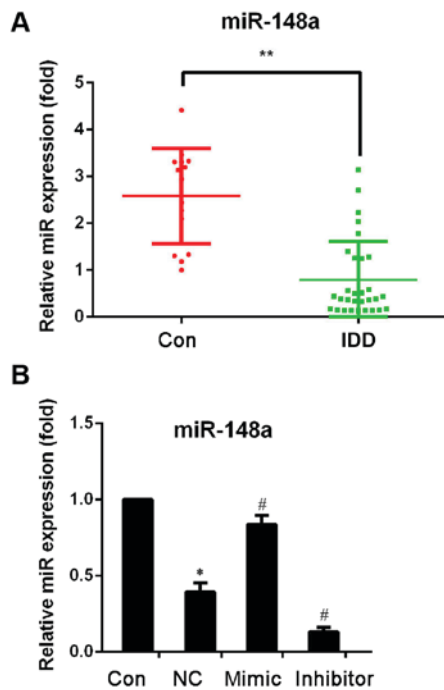 A
miR-148a
**
Relative miR expression (fold)
5
4
3
2
1
0
Con IDD
B
miR-148a
Relative miR expression (fold)
1.5
1.0
0.5
0.0
*
#
#
Con NC Mimic Inhibitor